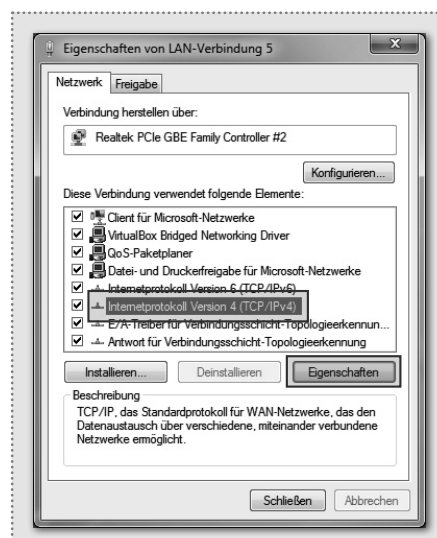 Eigenschaften von LAN-Verbindung 5
Netzwerk Freigabe
Verbindung herstellen über:
Realtek PCIe GBE Family Controller #2
Konfigurieren...
Diese Verbindung verwendet folgende Elemente:
Client für Microsoft-Netzwerke
VirtualBox Bridged Networking Driver
QoS-Paketplaner
Datei- und Druckerfreigabe für Microsoft-Netzwerke
Internetprotokoll Version 6 (TCP/IPv6)
Internetprotokoll Version 4 (TCP/IPv4)
E/A-Treiber für Verbindungsschicht-Topologieerkennun...
Antwort für Verbindungsschicht-Topologieerkennung
Installieren... Deinstallieren Eigenschaften
Beschreibung
TCP/IP, das Standardprotokoll für WAN-Netzwerke, das den
Datenaustausch über verschiedene, miteinander verbundene
Netzwerke ermöglicht.
Schließen Abbrechen